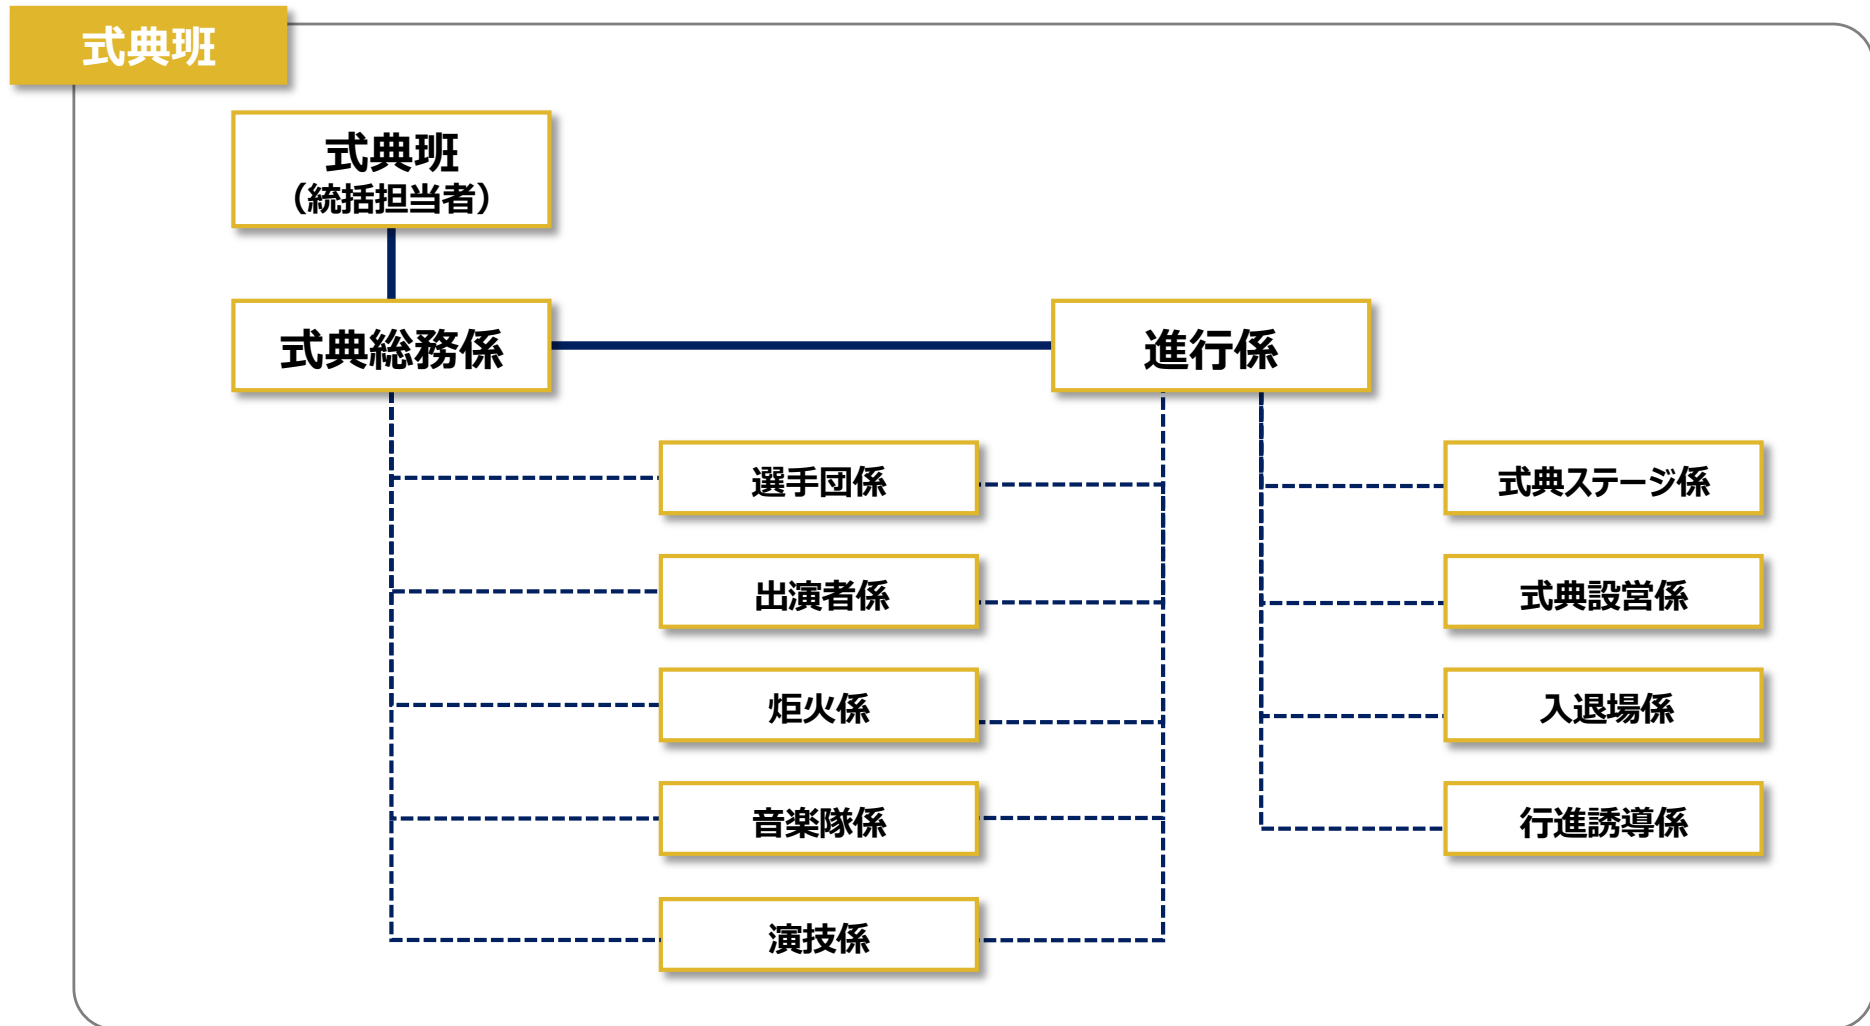 式典班
式典班
（統括担当者）
式典総務係
進行係
選手団係
式典ステージ係
出演者係
式典設営係
炬火係
入退場係
音楽隊係
行進誘導係
演技係